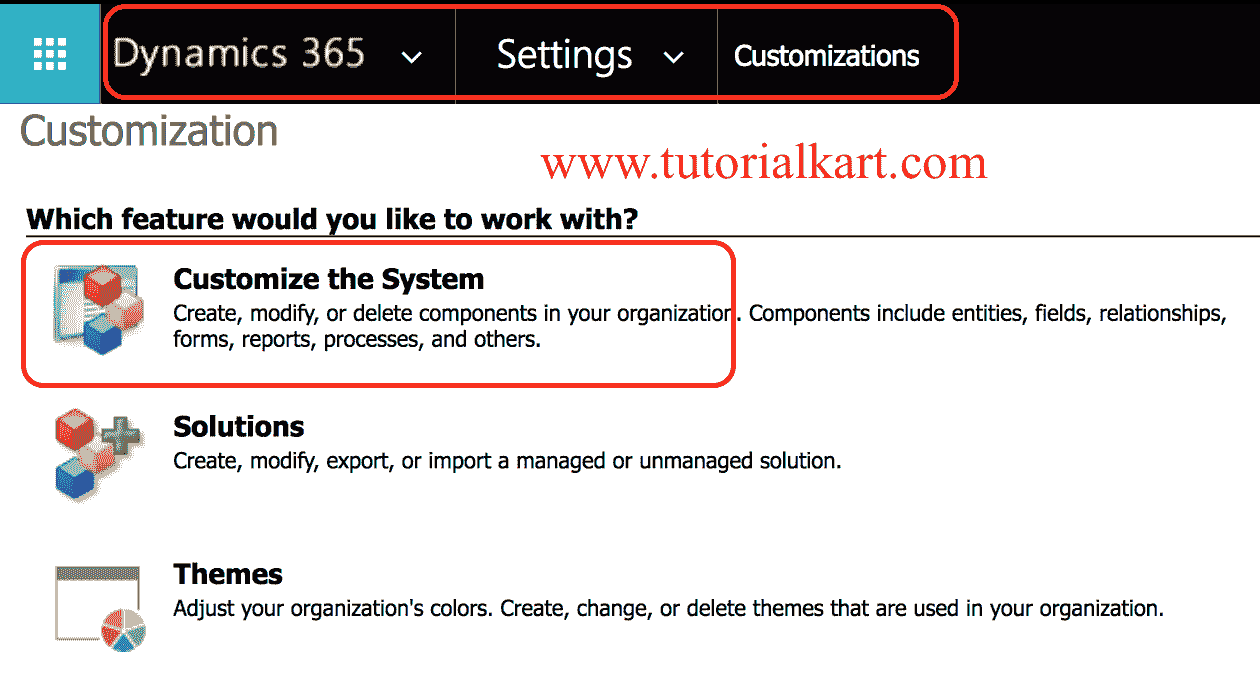 Dynamics 365 Settings Customizations
Customization
www.tutorialkart.com
Which feature would you like to work with?
Customize the System
Create, modify, or delete components in your organization. Components include entities, fields, relationships,
forms, reports, processes, and others.
Solutions
Create, modify, export, or import a managed or unmanaged solution.
Themes
Adjust your organization's colors. Create, change, or delete themes that are used in your organization.